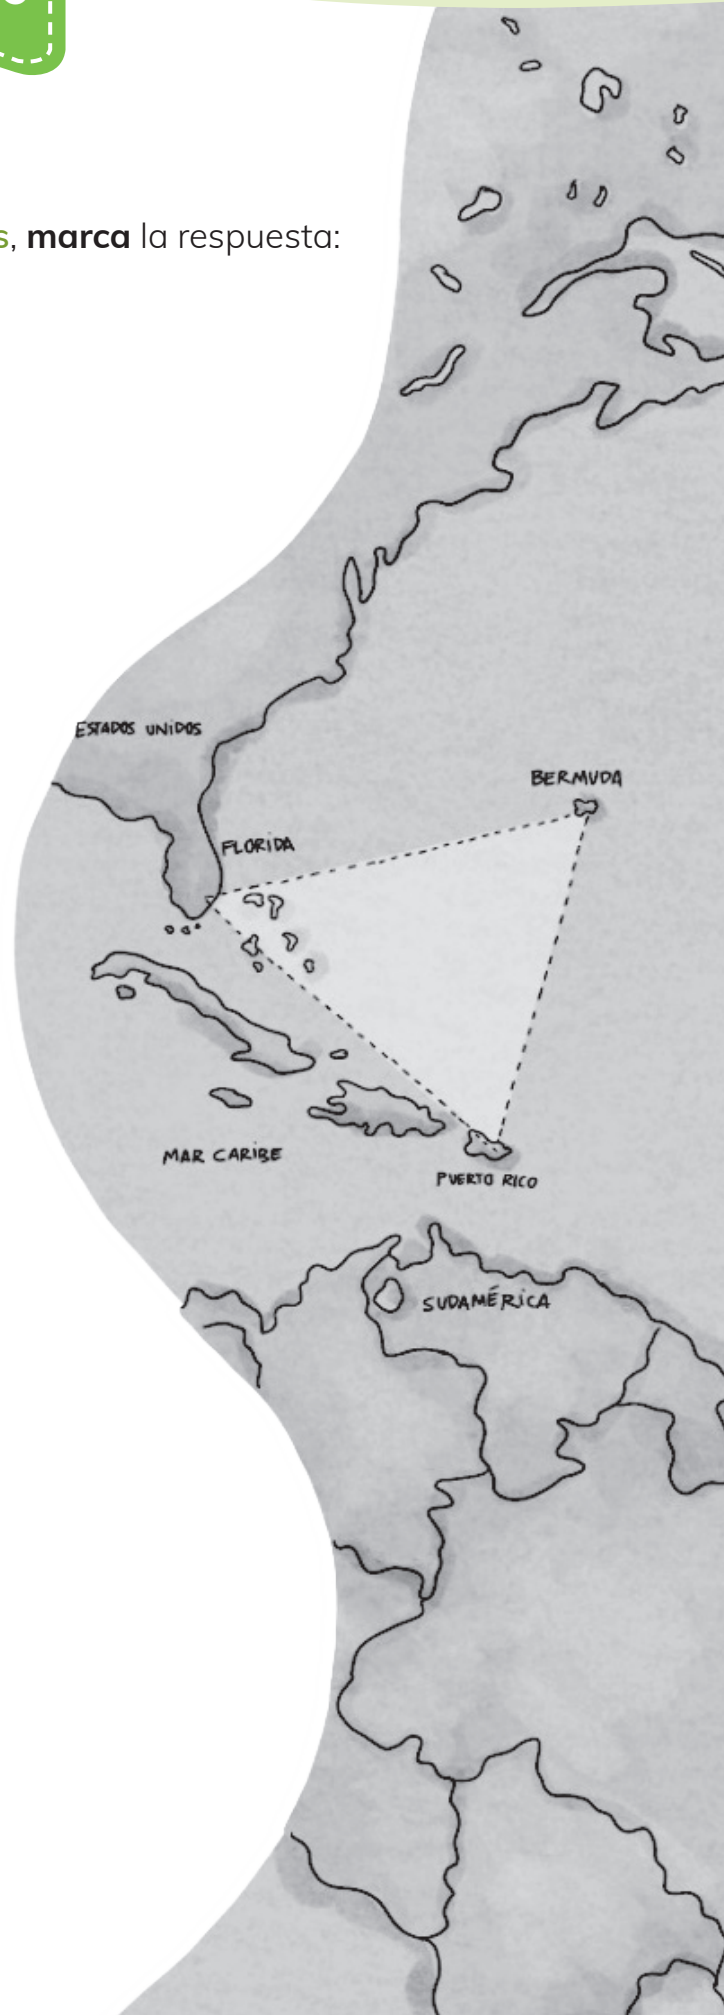 s, marca la respuesta:
ESTADOS UNIDOS
BERMUDA
FLORIDA
MAR CARIBE
PUERTO RICO
SUDAMÉRICA